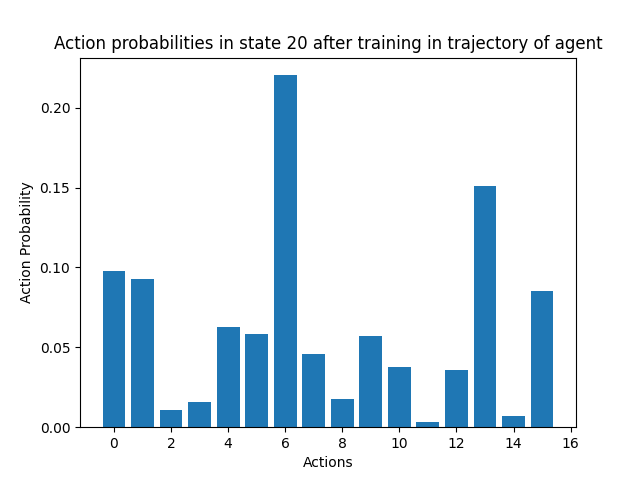 Action probabilities in state 20 after training in trajectory of agent
Action Probability
0.20
0.15
0.10
0.05
0.00
0 2 4 6 8 10 12 14 16
Actions